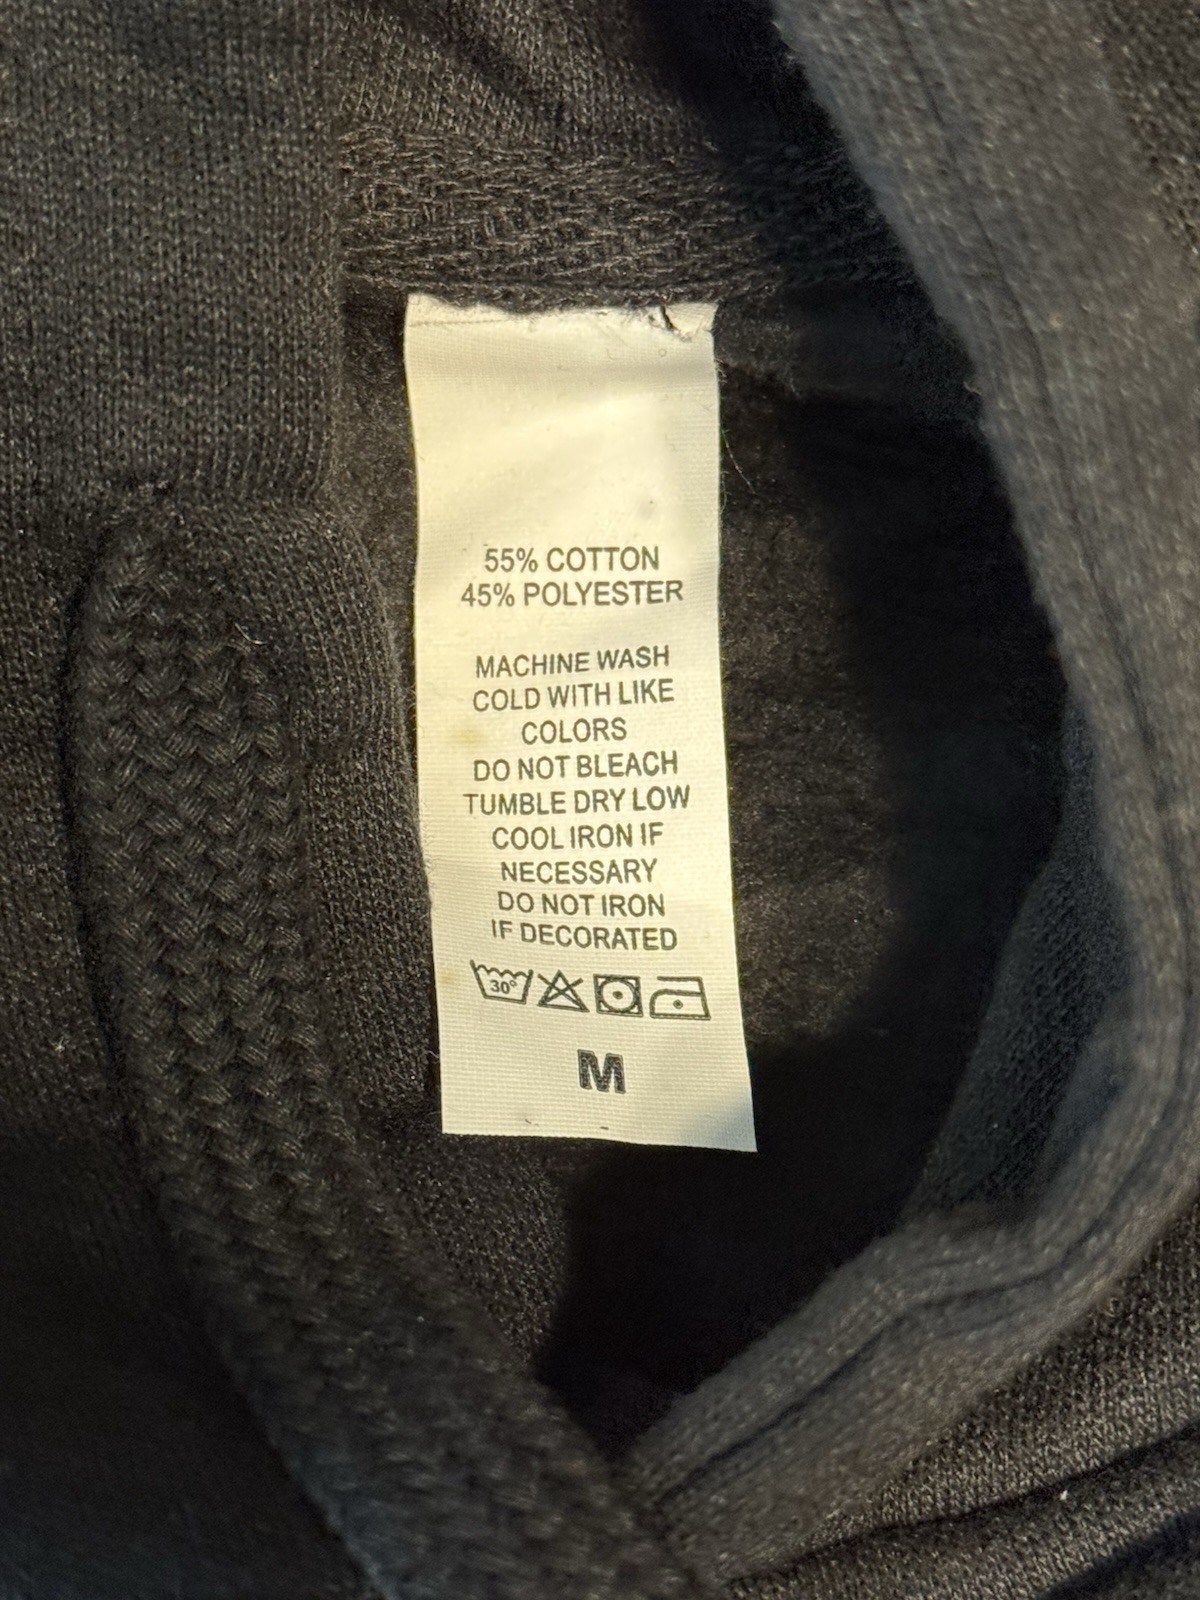 55% COTTON
45% POLYESTER
MACHINE WASH
COLD WITH LIKE
COLORS
DO NOT BLEACH
TUMBLE DRY LOW
COOL IRON IF
NECESSARY
DO NOT IRON
IF DECORATED
30°
M